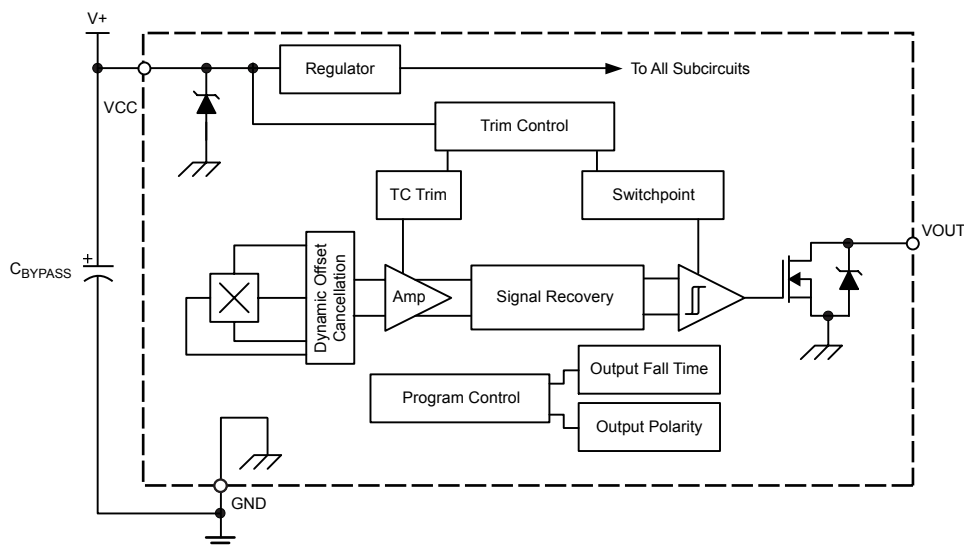 V+
Regulator
To All Subcircuits
VCC
Trim Control
TC Trim
Switchpoint
VOUT
+
CBYPASS
Dynamic Offset
Cancellation
Amp
Signal Recovery
Output Fall Time
Program Control
Output Polarity
GND